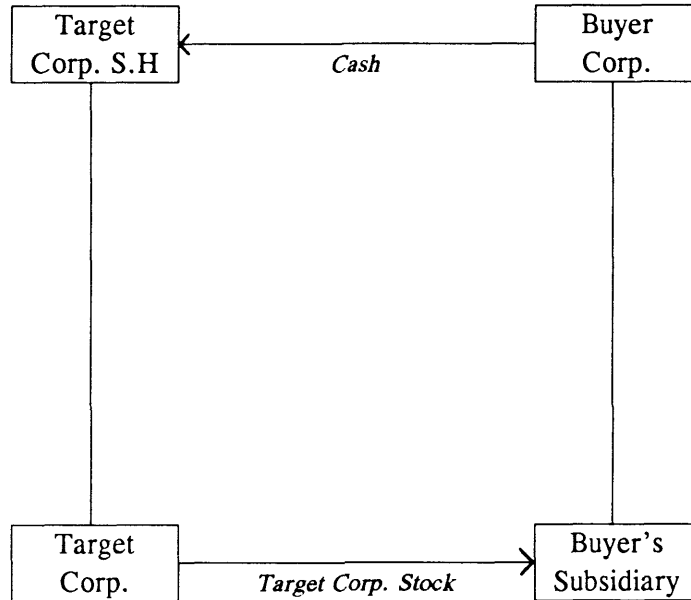 Target
Corp. S.H
Cash
Buyer
Corp.
Target
Corp.
Target Corp. Stock
Buyer's
Subsidiary